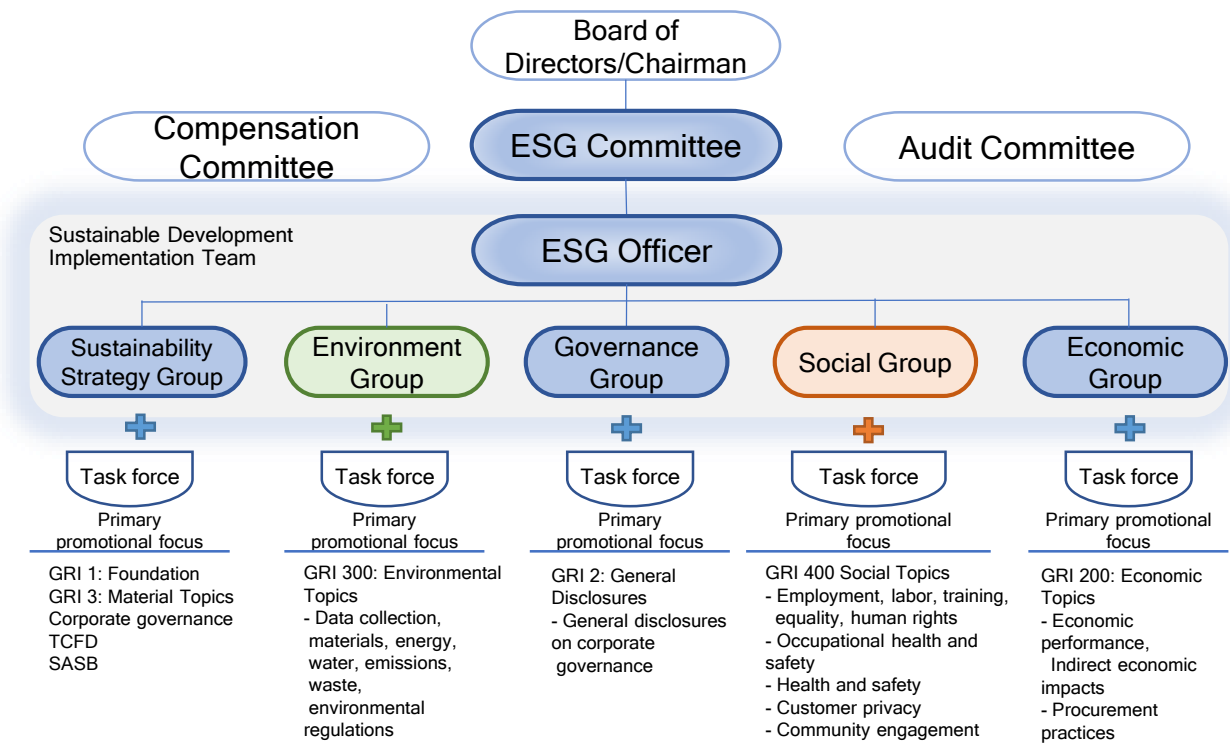 Board of
Directors/Chairman
Compensation
Committee
ESG Committee
Audit Committee
Sustainable Development
Implementation Team
ESG Officer
Sustainability
Strategy Group
Environment
Group
Governance
Group
Social Group
Economic
Group
Task force
Task force
Task force
Task force
Task force
Primary
promotional focus
GRI 1: Foundation
GRI 3: Material Topics
Corporate governance
TCFD
SASB
Primary
promotional focus
GRI 300: Environmental
Topics
- Data collection,
materials, energy,
water, emissions,
waste,
environmental
regulations
Primary
promotional focus
GRI 2: General
Disclosures
- General disclosures
on corporate
governance
Primary promotional
focus
GRI 400 Social Topics
- Employment, labor, training,
equality, human rights
- Occupational health and
safety
- Health and safety
- Customer privacy
- Community engagement
Primary promotional
focus
GRI 200: Economic
Topics
- Economic
performance,
Indirect economic
impacts
- Procurement
practices